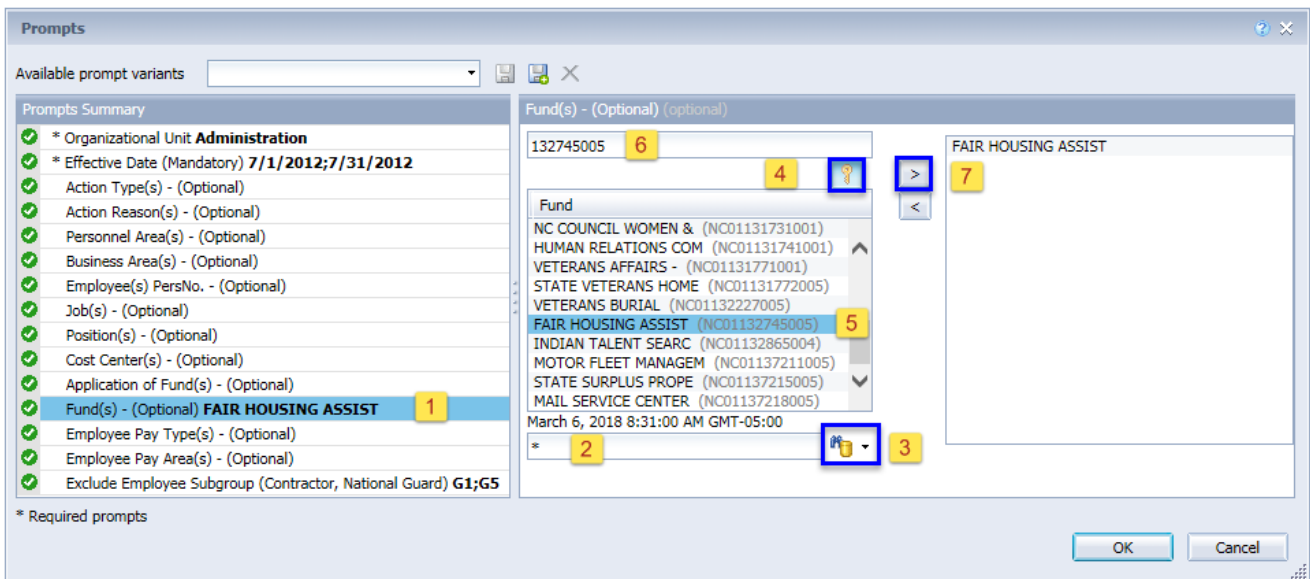 Prompts
Available prompt variants
Prompts Summary
* Organizational Unit Administration
* Effective Date (Mandatory) 7/1/2012;7/31/2012
Action Type(s) - (Optional)
Action Reason(s) - (Optional)
Personnel Area(s) - (Optional)
Business Area(s) - (Optional)
Employee(s) PersNo. - (Optional)
Job(s) - (Optional)
Position(s) - (Optional)
Cost Center(s) - (Optional)
Application of Fund(s) - (Optional)
Fund(s) - (Optional) FAIR HOUSING ASSIST 1
Employee Pay Type(s) - (Optional)
Employee Pay Area(s) - (Optional)
Exclude Employee Subgroup (Contractor, National Guard) G1;G5
* Required prompts
Fund(s) - (Optional) (optional)
132745005 6
4
Fund
NC COUNCIL WOMEN & (NC01131731001)
HUMAN RELATIONS COM (NC01131741001)
VETERANS AFFAIRS - (NC01131771001)
STATE VETERANS HOME (NC01131772005)
VETERANS BURIAL (NC01132227005)
FAIR HOUSING ASSIST (NC01132745005) 5
INDIAN TALENT SEARC (NC01132865004)
MOTOR FLEET MANAGEM (NC01137211005)
STATE SURPLUS PROPE (NC01137215005)
MAIL SERVICE CENTER (NC01137218005)
March 6, 2018 8:31:00 AM GMT-05:00
* 2 3
> 7
<
FAIR HOUSING ASSIST
OK Cancel